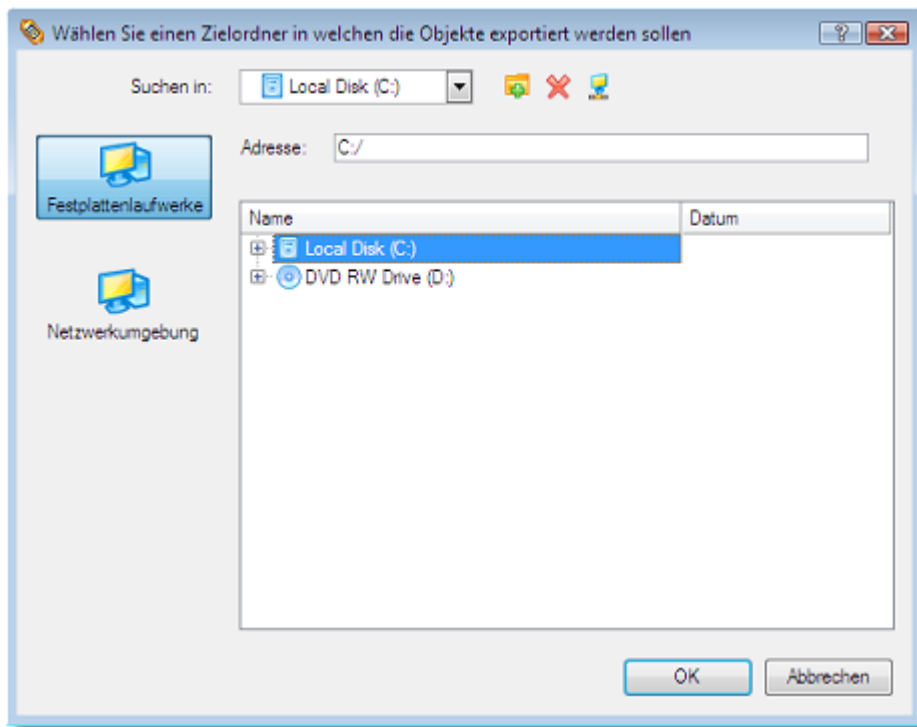 Wählen Sie einen Zielordner in welchen die Objekte exportiert werden sollen
Suchen in: Local Disk (C:)
Adresse: C:/
Festplattenlaufwerke
Netzwerkumgebung
Name Datum
Local Disk (C:)
DVD RW Drive (D:)
OK Abbrechen